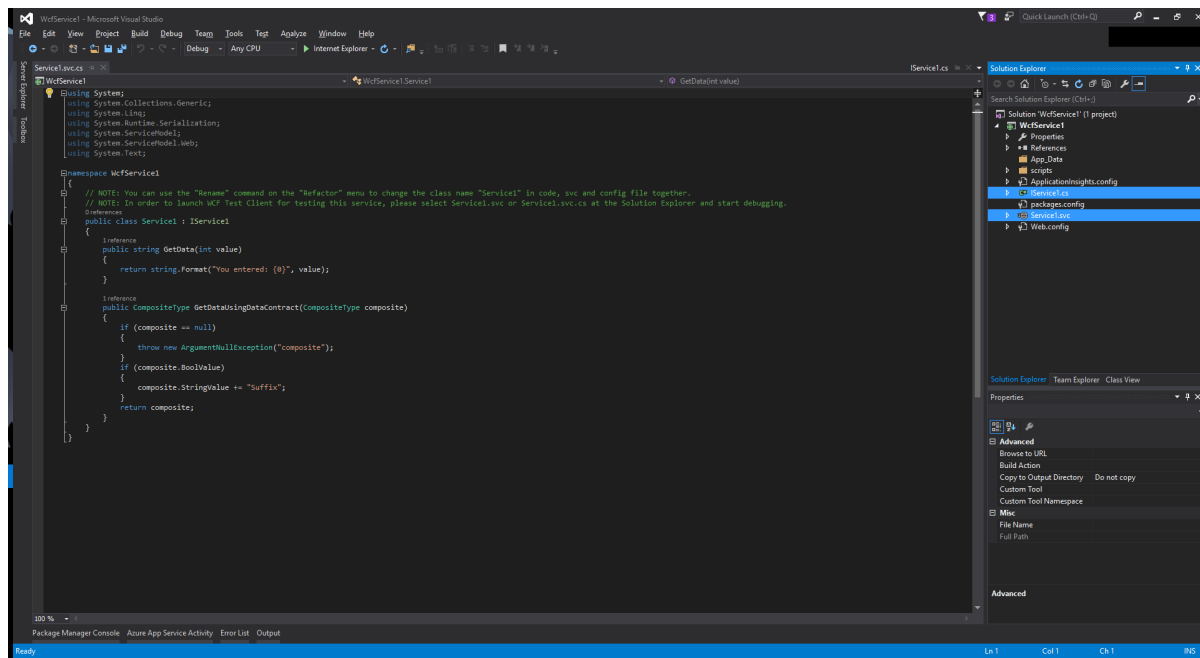 WcfService1 - Microsoft Visual Studio
3
Quick Launch (Ctrl+Q)
File Edit View Project Build Debug Team Tools Test Analyze Window Help
Debug Any CPU Internet Explorer
Server Explorer
Toolbox
Service1.svc.cs
IService1.cs
WcfService1
WcfService1.Service1
GetData(int value)
using System;
using System.Collections.Generic;
using System.Linq;
using System.Runtime.Serialization;
using System.ServiceModel;
using System.ServiceModel.Web;
using System.Text;
namespace WcfService1
{
// NOTE: You can use the "Rename" command on the "Refactor" menu to change the class name "Service1" in code, svc and config file together.
// NOTE: In order to launch WCF Test Client for testing this service, please select Service1.svc or Service1.svc.cs at the Solution Explorer and start debugging.
0 references
public class Service1 : IService1
{
1 reference
public string GetData(int value)
{
return string.Format("You entered: {0}", value);
}
1 reference
public CompositeType GetDataUsingDataContract(CompositeType composite)
{
if (composite == null)
{
throw new ArgumentNullException("composite");
}
if (composite.BoolValue)
{
composite.StringValue += "Suffix";
}
return composite;
}
}
}
100 %
Package Manager Console Azure App Service Activity Error List Output
Solution Explorer
Search Solution Explorer (Ctrl+;)
Solution 'WcfService1' (1 project)
WcfService1
Properties
References
App_Data
scripts
ApplicationInsights.config
IService1.cs
packages.config
Service1.svc
Web.config
Solution Explorer Team Explorer Class View
Properties
Advanced
Browse to URL
Build Action
Copy to Output Directory Do not copy
Custom Tool
Custom Tool Namespace
Misc
File Name
Full Path
Advanced
Ready
Ln 1 Col 1 Ch 1 INS